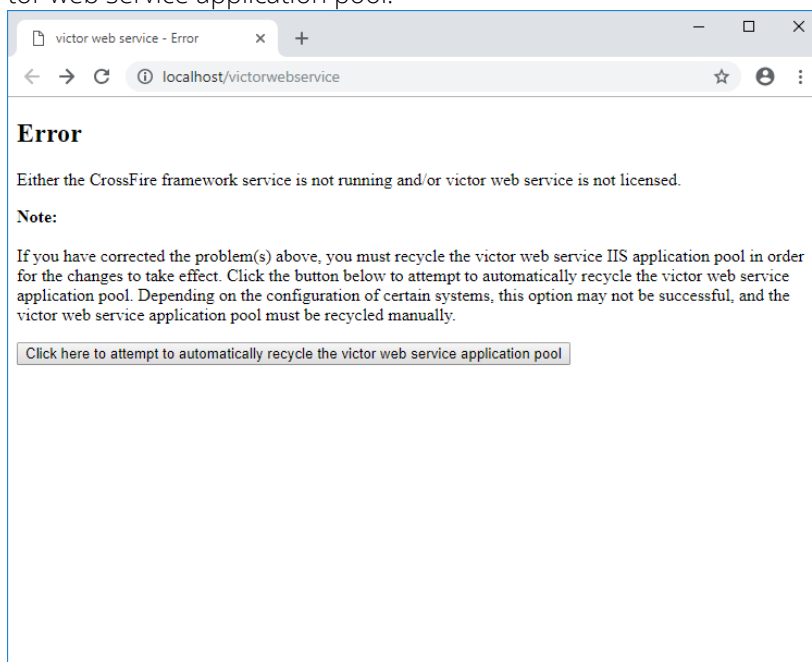 tor web service application pool.
victor web service - Error
localhost/victorwebservice
Error
Either the CrossFire framework service is not running and/or victor web service is not licensed.
Note:
If you have corrected the problem(s) above, you must recycle the victor web service IIS application pool in order
for the changes to take effect. Click the button below to attempt to automatically recycle the victor web service
application pool. Depending on the configuration of certain systems, this option may not be successful, and the
victor web service application pool must be recycled manually.
Click here to attempt to automatically recycle the victor web service application pool